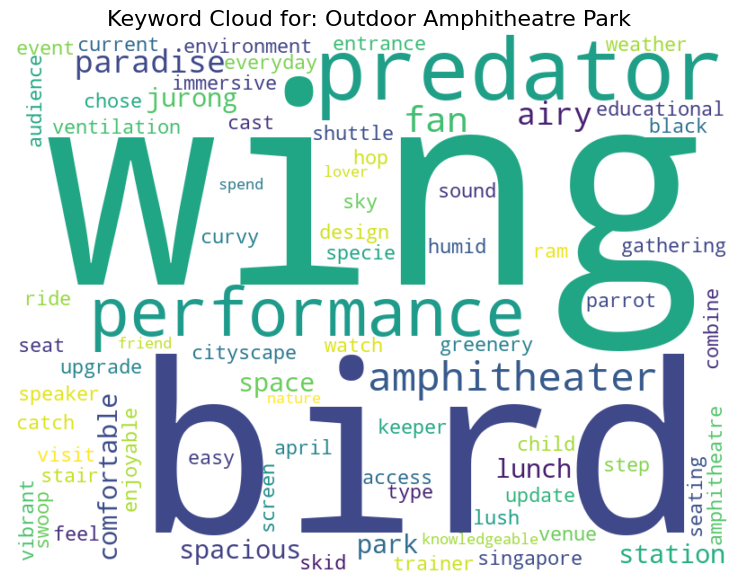 Keyword Cloud for: Outdoor Amphitheatre Park
event
current
environment
entrance
weather
paradise
everyday
predator
audience
immersive
chose
jurong
fan
airy
educational
ventilation
cast
shuttle
black
wing
hop
lover
spend
sky
sound
curvy
design
specie
humid
ram
gathering
ride
performance
parrot
combine
seat
friend
cityscape
watch
greenery
upgrade
space
amphitheater
speaker
nature
catch
comfortable
enjoyable
keeper
bird
easy
april
child
visit
stair
screen
access
type
lunch
step
seating
amphitheatre
vibrant
swoop
update
lush
feel
park
knowledgeable
venue
spacious
skid
trainer
singapore
station